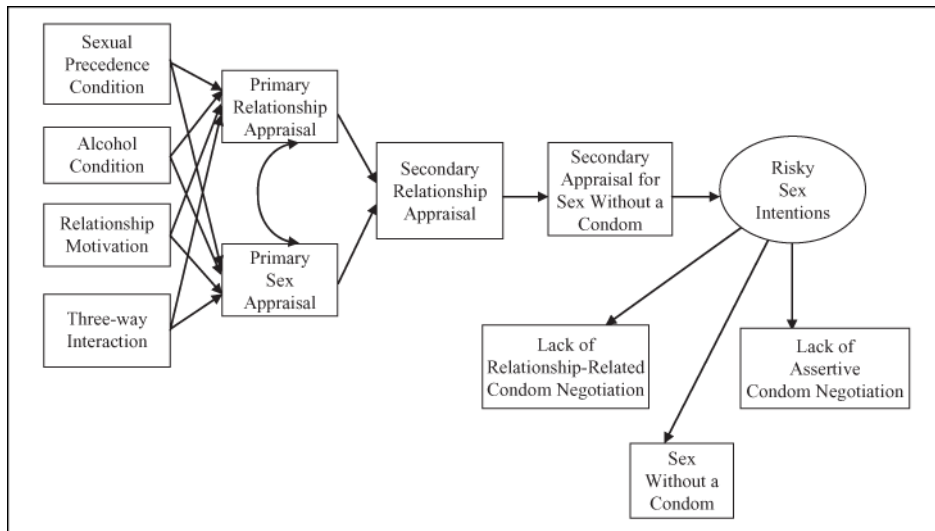 Sexual
Precedence
Condition
Alcohol
Condition
Relationship
Motivation
Three-way
Interaction
Primary
Relationship
Appraisal
Primary
Sex
Appraisal
Secondary
Relationship
Appraisal
Secondary
Appraisal for
Sex Without a
Condom
Risky
Sex
Intentions
Lack of
Relationship-Related
Condom Negotiation
Sex
Without a
Condom
Lack of
Assertive
Condom Negotiation